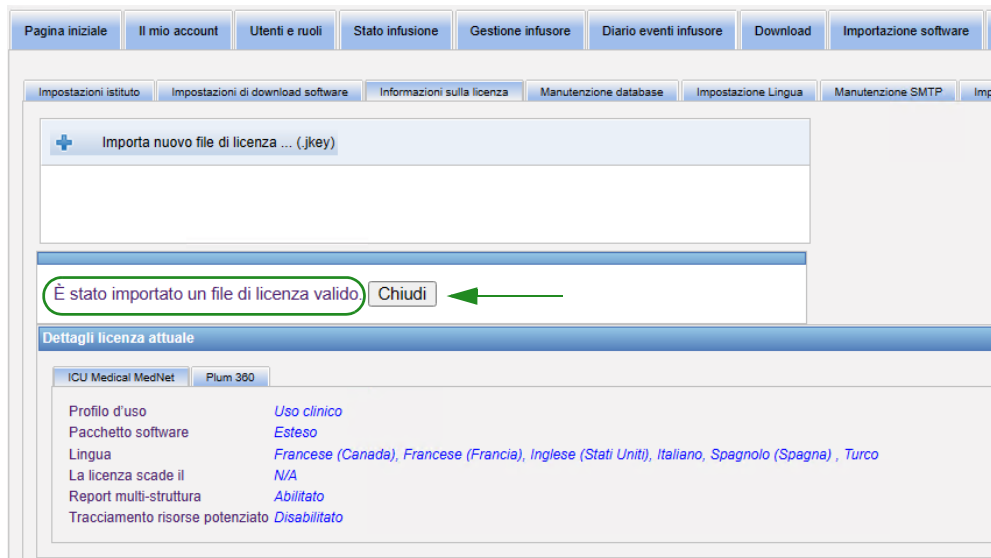 Pagina iniziale Il mio account Utenti e ruoli Stato infusione Gestione infusore Diario eventi infusore Download Importazione software
Impostazioni istituto Impostazioni di download software Informazioni sulla licenza Manutenzione database Impostazione Lingua Manutenzione SMTP Imp
Importa nuovo file di licenza ... (.jkey)
È stato importato un file di licenza valido. Chiudi
Dettagli licenza attuale
ICU Medical MedNet Plum 360
Profilo d'uso Uso clinico
Pacchetto software Esteso
Lingua Francese (Canada), Francese (Francia), Inglese (Stati Uniti), Italiano, Spagnolo (Spagna) , Turco
La licenza scade il N/A
Report multi-struttura Abilitato
Tracciamento risorse potenziato Disabilitato